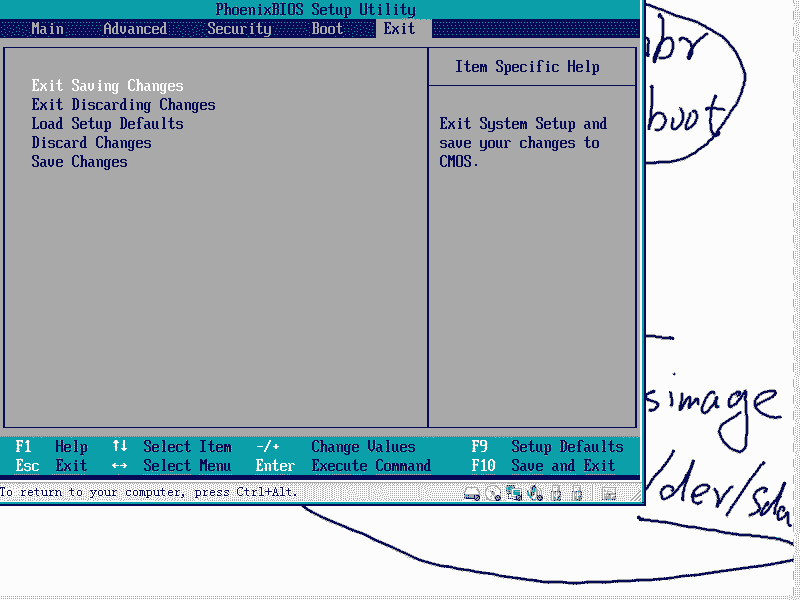 PhoenixBIOS Setup Utility
Main Advanced Security Boot Exit
Exit Saving Changes
Exit Discarding Changes
Load Setup Defaults
Discard Changes
Save Changes
Item Specific Help
Exit System Setup and
save your changes to
CMOS.
F1 Help ↑↓ Select Item -/+ Change Values F9 Setup Defaults
Esc Exit ↔ Select Menu Enter Execute Command F10 Save and Exit
To return to your computer, press Ctrl+Alt.
br
boot
simage
/dev/sda